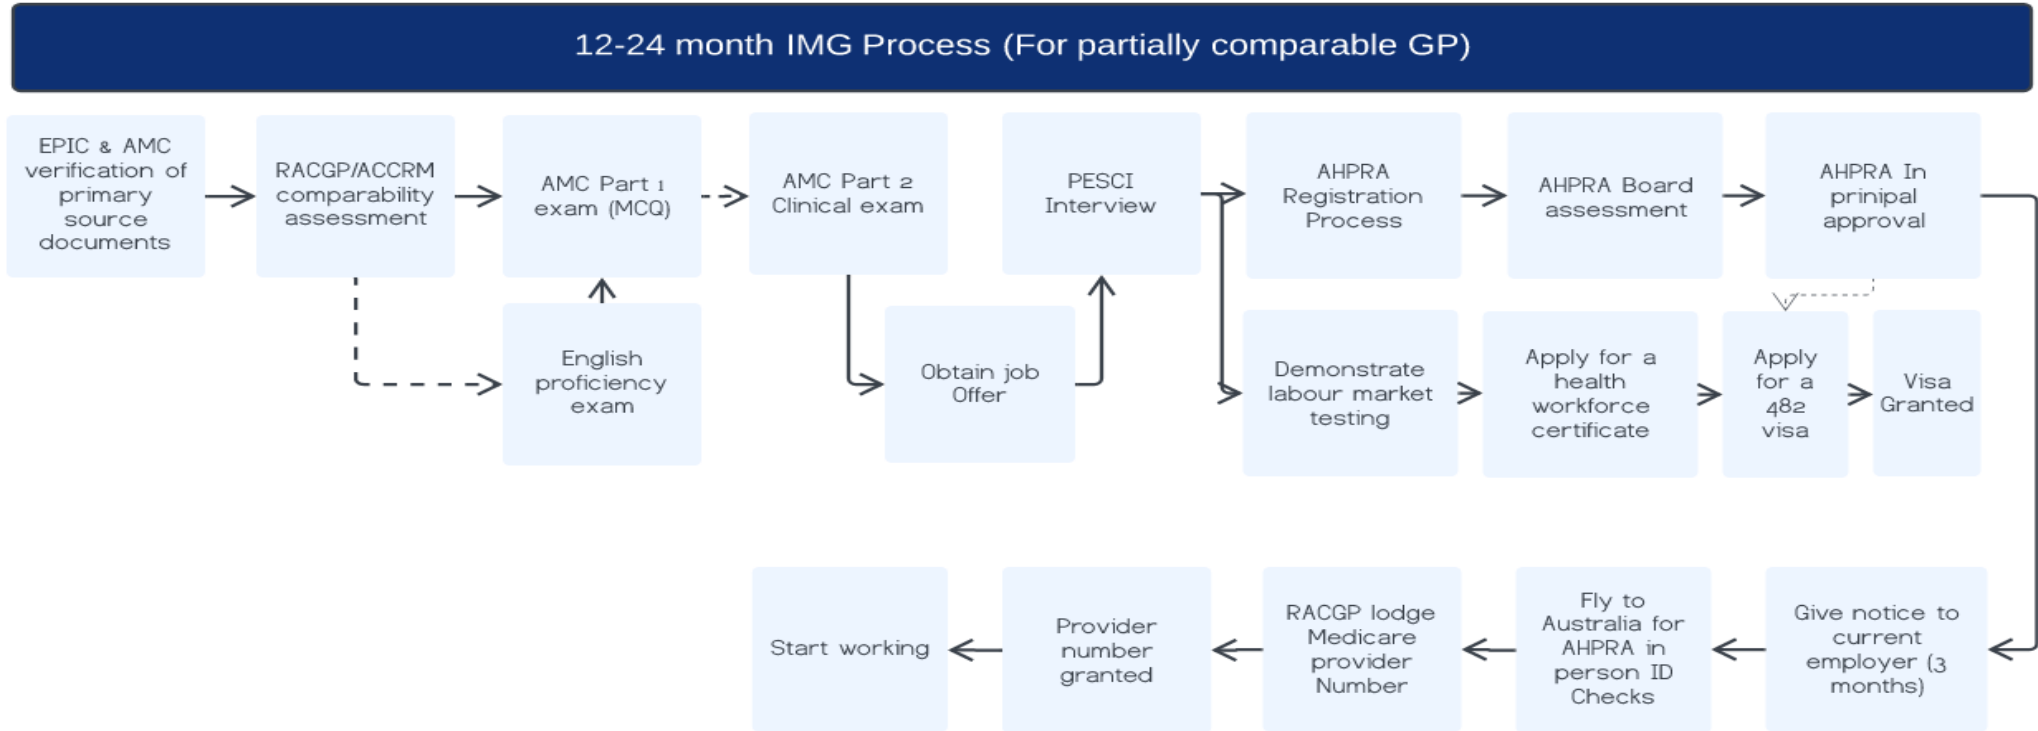 12-24 month IMG Process (For partially comparable GP)
EPIC & AMC
verification of
primary
source
documents
RACGP/ACCRM
comparability
assessment
AMC Part 1
exam (MCQ)
AMC Part 2
Clinical exam
PESCI
Interview
AHPRA
Registration
Process
AHPRA Board
assessment
AHPRA In
prinipal
approval
English
proficiency
exam
Obtain job
Offer
Demonstrate
labour market
testing
Apply for a
health
workforce
certificate
Apply
for a
482
visa
Visa
Granted
Start working
Provider
number
granted
RACGP lodge
Medicare
provider
Number
Fly to
Australia for
AHPRA in
person ID
Checks
Give notice to
current
employer (3
months)